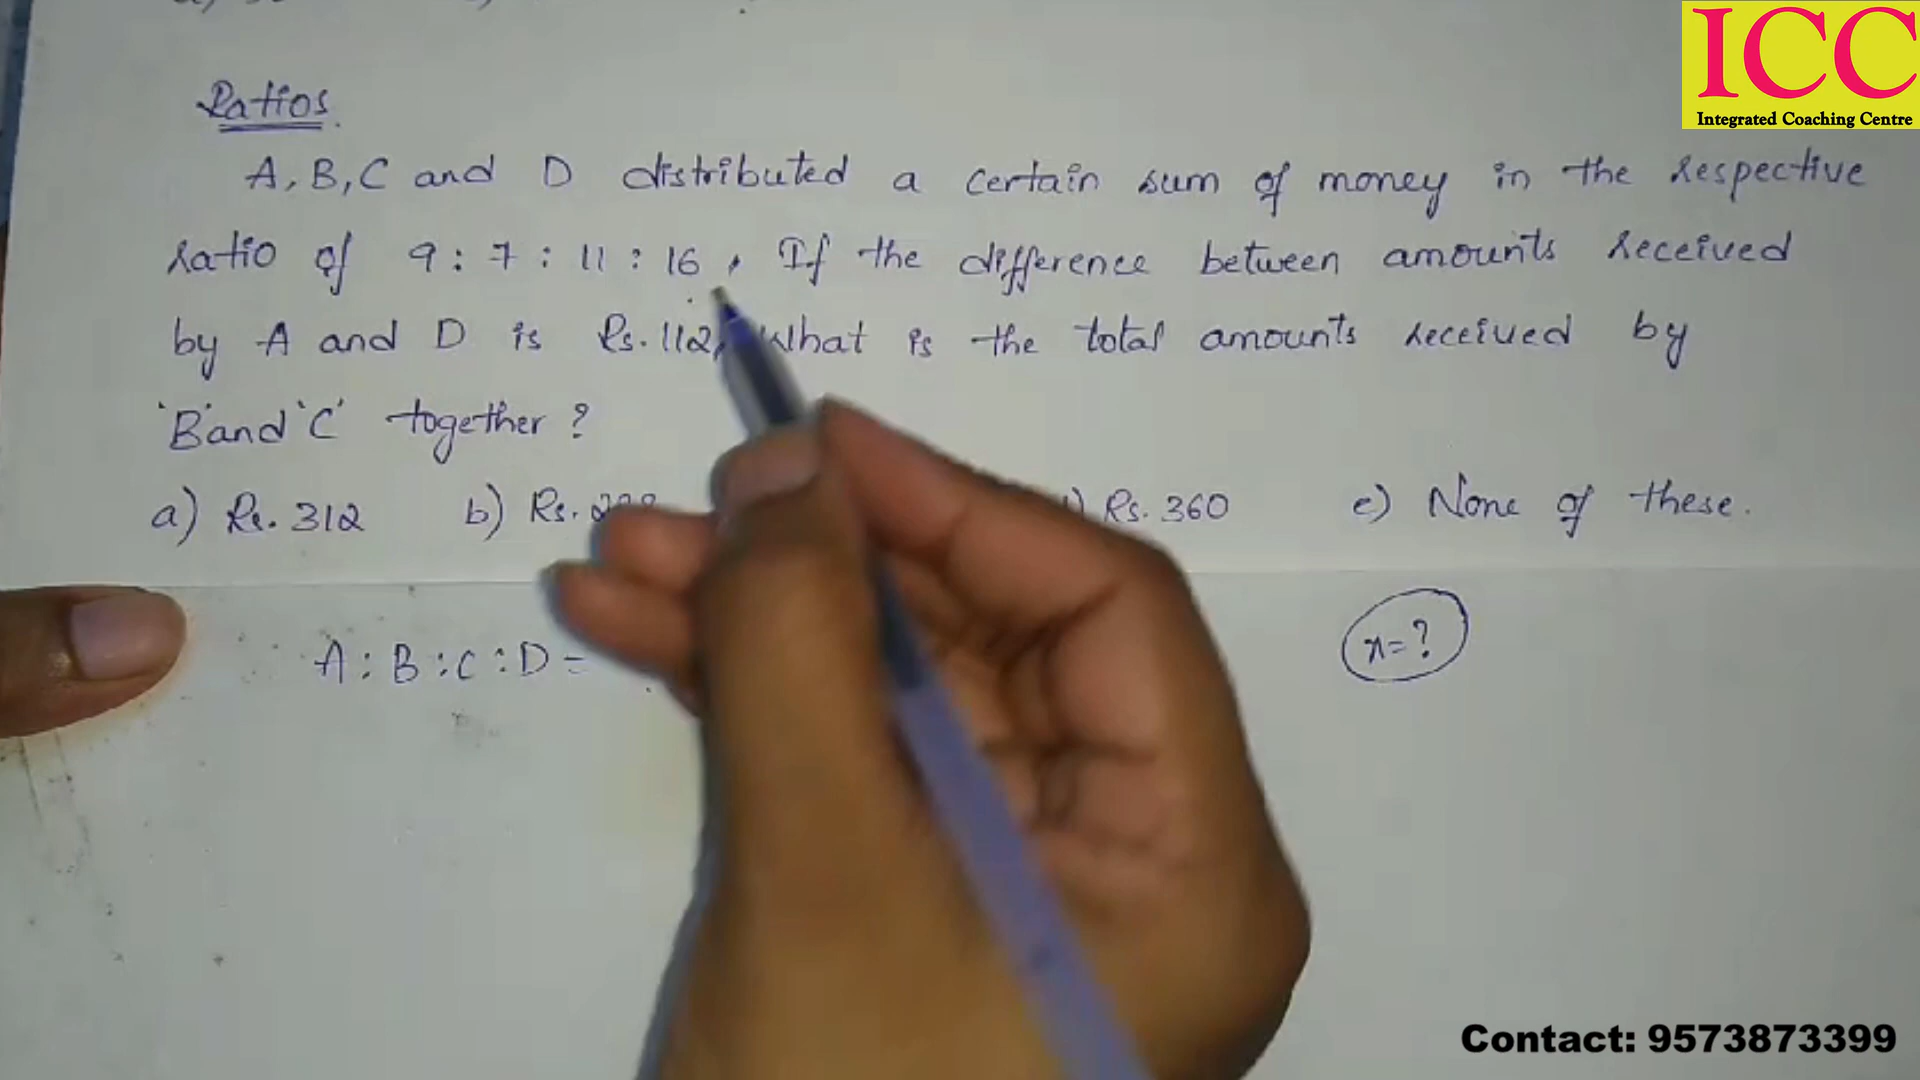 ICC
Integrated Coaching Centre
Ratios.
A, B, C and D distributed a certain sum of money in the respective
ratio of 9 : 7 : 11 : 16, If the difference between amounts received
by A and D is Rs. 112, What is the total amounts received by
'B' and 'C' together ?
a) Rs. 312 b) Rs. Rs. 360 e) None of these.
A : B : C : D =
x = ?
Contact: 9573873399